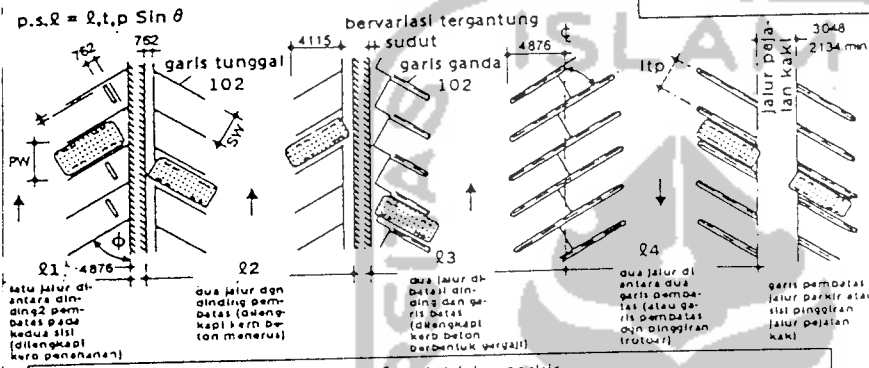 p.s.ℓ = ℓ,t,p Sin θ
bervariasi tergantung
sudut
762
762
garis tunggal
102
4115
garis ganda
102
4876
℄
ltp
jalur peja-
lan kaki
3048
2134 min
ISLAM
SITAS
PW
SW
ϕ
4876
ℓ1
satu jalur di-
antara din-
ding2 pem-
batas pada
kedua sisi
(dilengkapi
kerb penahanan)
ℓ2
dua jalur dgn
dinding pem-
batas (dileng-
kapi kerb be-
ton menerus)
ℓ3
dua jalur di-
batasi din-
ding dan ga-
ris batas
(dilengkapi
kerb beton
berbentuk gergaji)
ℓ4
dua jalur di
antara dua
garis pemba-
tas (atau ga-
ris pembatas
dgn pinggiran
trotoar)
garis pembatas
jalur parkir atau
sisi pinggiran
jalur pejalan
kaki